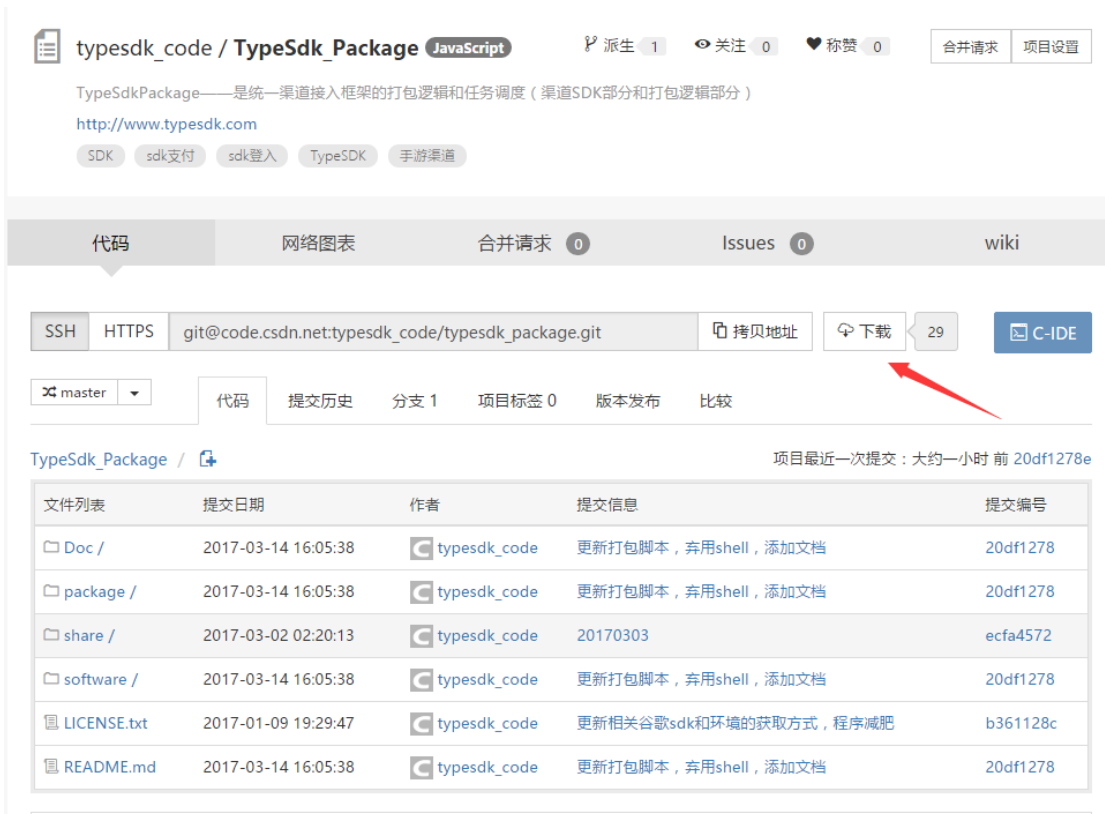 typesdk_code / TypeSdk_Package JavaScript 派生 1 关注 0 称赞 0 合并请求 项目设置
TypeSdkPackage——是统一渠道接入框架的打包逻辑和任务调度（渠道SDK部分和打包逻辑部分）
http://www.typesdk.com
SDK sdk支付 sdk登入 TypeSDK 手游渠道
代码 网络图表 合并请求 0 Issues 0 wiki
SSH HTTPS git@code.csdn.net:typesdk_code/typesdk_package.git 拷贝地址 下载 29 C-IDE
master 代码 提交历史 分支 1 项目标签 0 版本发布 比较
TypeSdk_Package / 项目最近一次提交：大约一小时 前 20df1278e
文件列表 提交日期 作者 提交信息 提交编号
Doc / 2017-03-14 16:05:38 typesdk_code 更新打包脚本，弃用shell，添加文档 20df1278
package / 2017-03-14 16:05:38 typesdk_code 更新打包脚本，弃用shell，添加文档 20df1278
share / 2017-03-02 02:20:13 typesdk_code 20170303 ecfa4572
software / 2017-03-14 16:05:38 typesdk_code 更新打包脚本，弃用shell，添加文档 20df1278
LICENSE.txt 2017-01-09 19:29:47 typesdk_code 更新相关谷歌sdk和环境的获取方式，程序减肥 b361128c
README.md 2017-03-14 16:05:38 typesdk_code 更新打包脚本，弃用shell，添加文档 20df1278